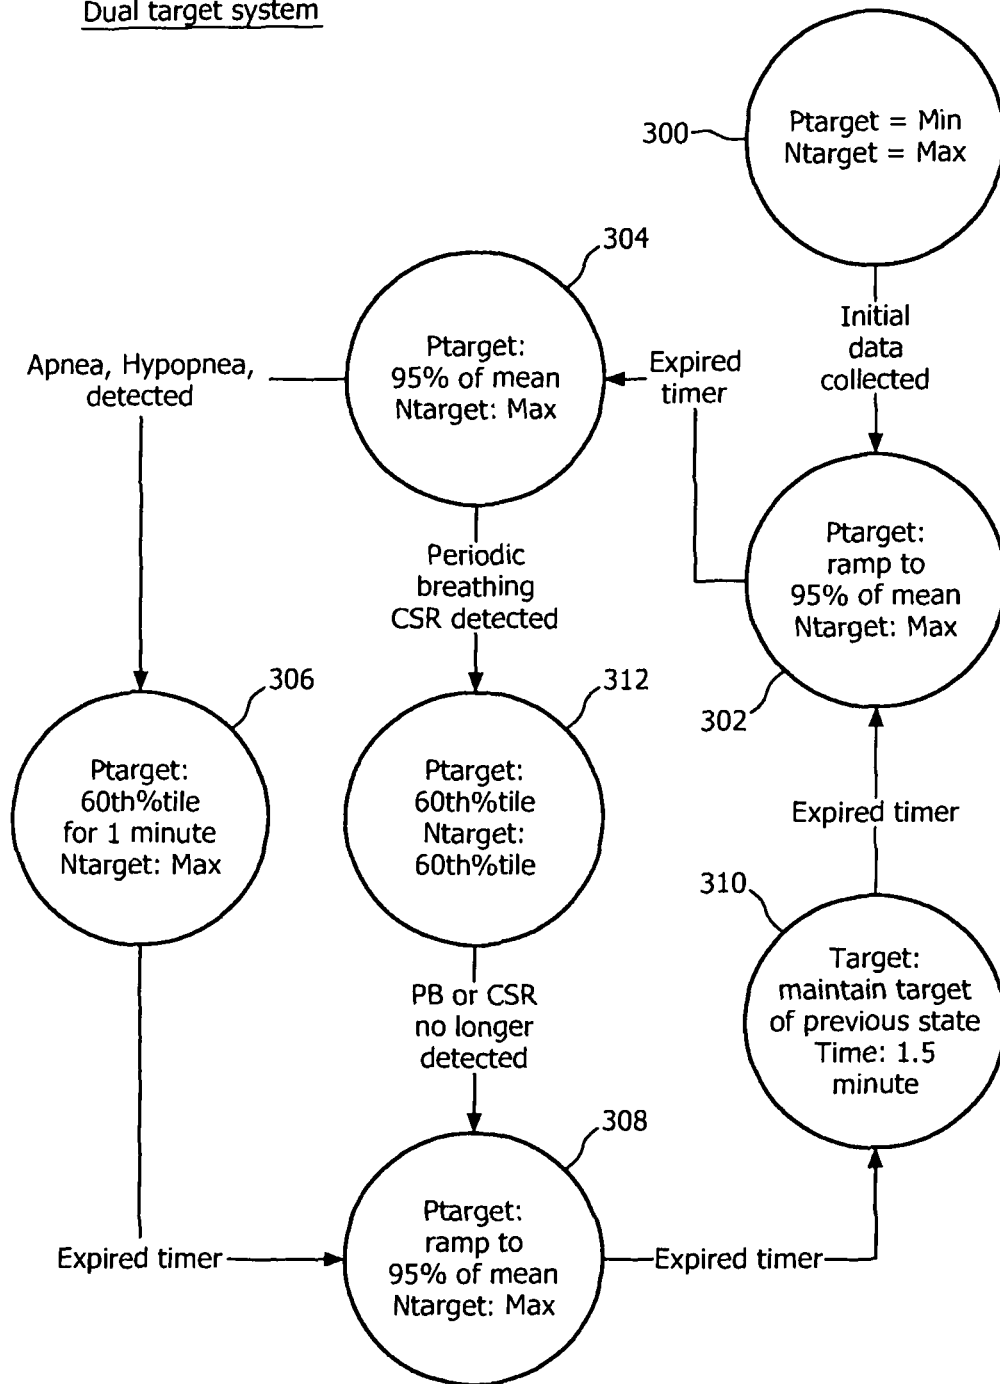 Dual target system
300
Ptarget = Min
Ntarget = Max
Initial
data
collected
304
Ptarget:
95% of mean
Ntarget: Max
Apnea, Hypopnea,
detected
Expired
timer
Periodic
breathing
CSR detected
Ptarget:
ramp to
95% of mean
Ntarget: Max
302
306
Ptarget:
60th%tile
for 1 minute
Ntarget: Max
312
Ptarget:
60th%tile
Ntarget:
60th%tile
Expired timer
310
Target:
maintain target
of previous state
Time: 1.5
minute
PB or CSR
no longer
detected
308
Ptarget:
ramp to
95% of mean
Ntarget: Max
Expired timer
Expired timer